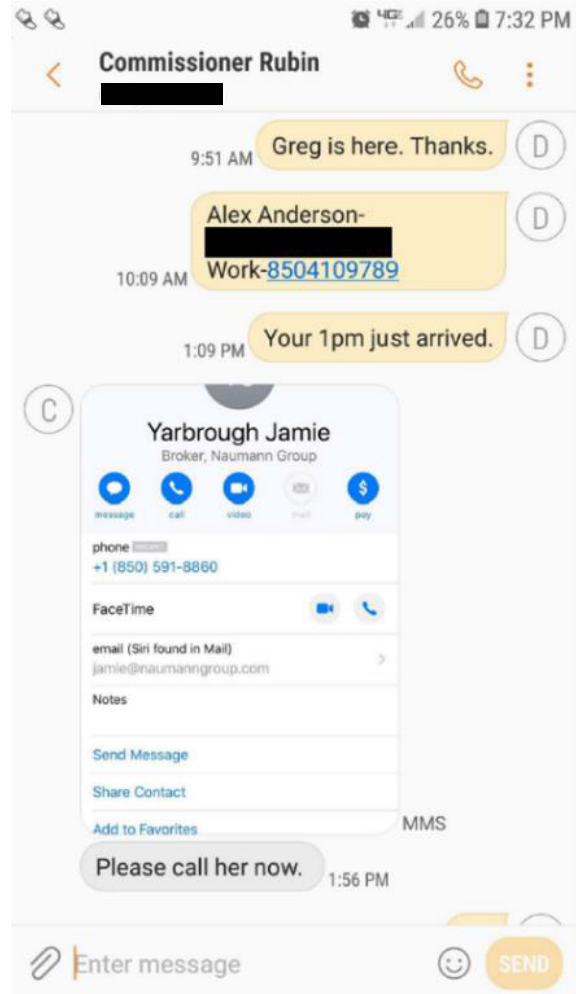 4GE 26% 7:32 PM
Commissioner Rubin
Greg is here. Thanks.
D
9:51 AM
Alex Anderson-
D
Work-8504109789
10:09 AM
Your 1pm just arrived.
D
1:09 PM
C
Yarbrough Jamie
Broker, Naumann Group
message call video mail pay
$
phone RECENT
+1 (850) 591-8860
FaceTime
email (Siri found in Mail)
jamie@naumanngroup.com
Notes
Send Message
Share Contact
Add to Favorites
MMS
Please call her now.
1:56 PM
Enter message
SEND